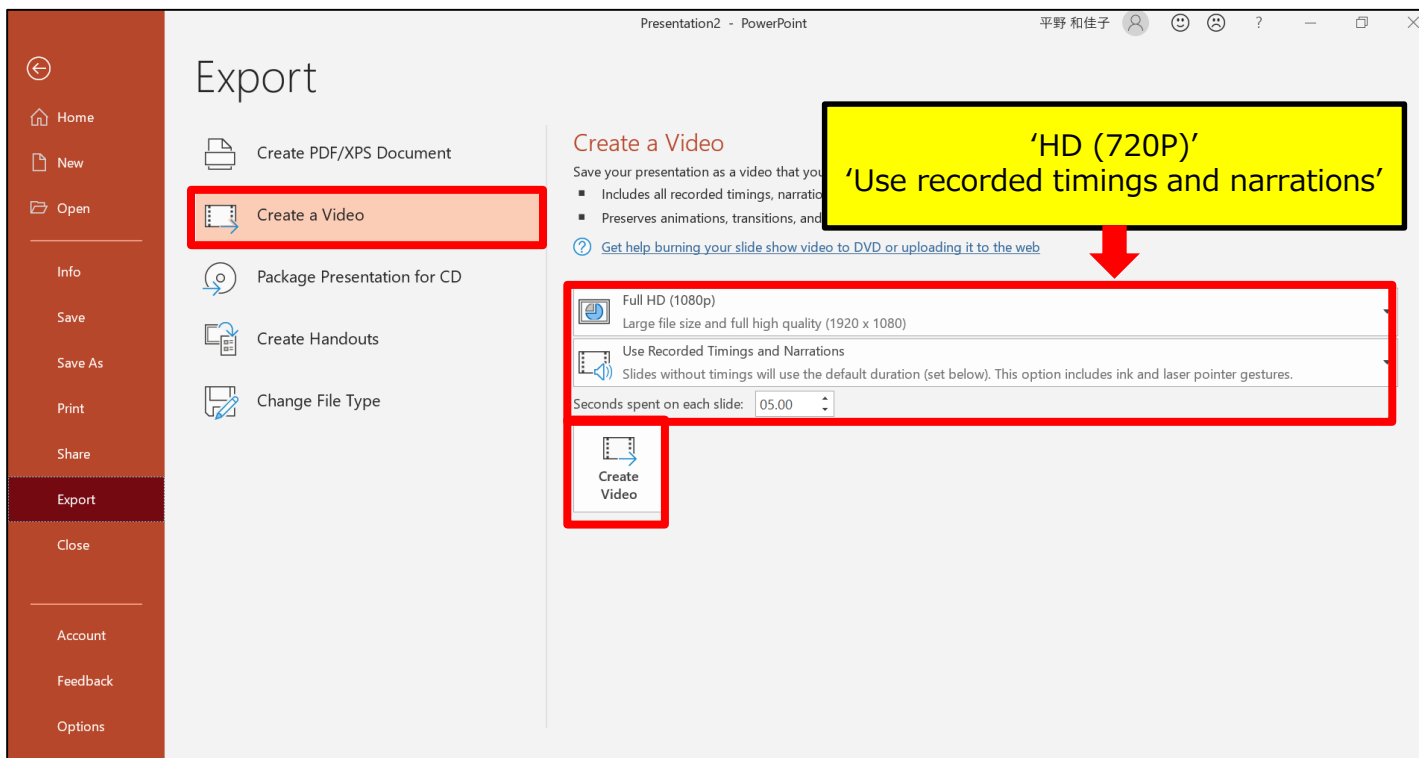 Presentation2 - PowerPoint
平野 和佳子
?
Export
Home
New
Open
Info
Save
Save As
Print
Share
Export
Close
Account
Feedback
Options
Create PDF/XPS Document
Create a Video
Package Presentation for CD
Create Handouts
Change File Type
Create a Video
Save your presentation as a video that you
Includes all recorded timings, narratio
Preserves animations, transitions, and
? Get help burning your slide show video to DVD or uploading it to the web
‘HD (720P)’
‘Use recorded timings and narrations’
Full HD (1080p)
Large file size and full high quality (1920 x 1080)
Use Recorded Timings and Narrations
Slides without timings will use the default duration (set below). This option includes ink and laser pointer gestures.
Seconds spent on each slide: 05.00
Create
Video